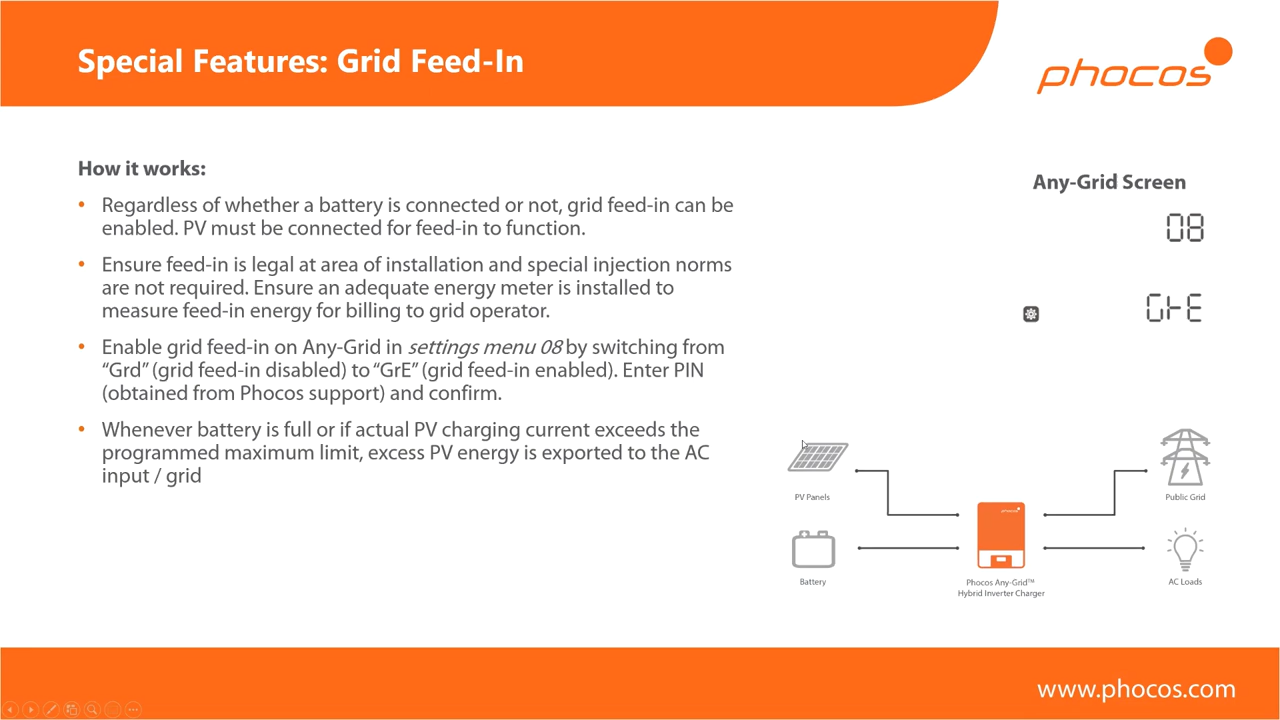 Special Features: Grid Feed-In
phocos
How it works:
• Regardless of whether a battery is connected or not, grid feed-in can be
enabled. PV must be connected for feed-in to function.
• Ensure feed-in is legal at area of installation and special injection norms
are not required. Ensure an adequate energy meter is installed to
measure feed-in energy for billing to grid operator.
• Enable grid feed-in on Any-Grid in settings menu 08 by switching from
“Grd” (grid feed-in disabled) to “GrE” (grid feed-in enabled). Enter PIN
(obtained from Phocos support) and confirm.
• Whenever battery is full or if actual PV charging current exceeds the
programmed maximum limit, excess PV energy is exported to the AC
input / grid
Any-Grid Screen
08
GrE
PV Panels
Public Grid
phocos
Battery
Phocos Any-Grid™
Hybrid Inverter Charger
AC Loads
www.phocos.com